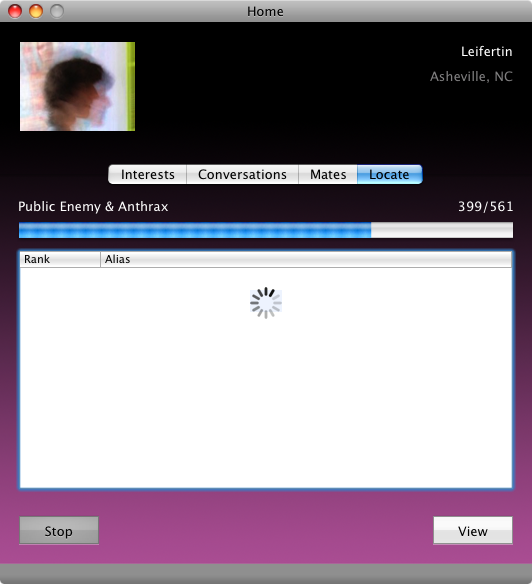 Home
Leifertin
Asheville, NC
Interests Conversations Mates Locate
Public Enemy & Anthrax 399/561
Rank Alias
Stop View